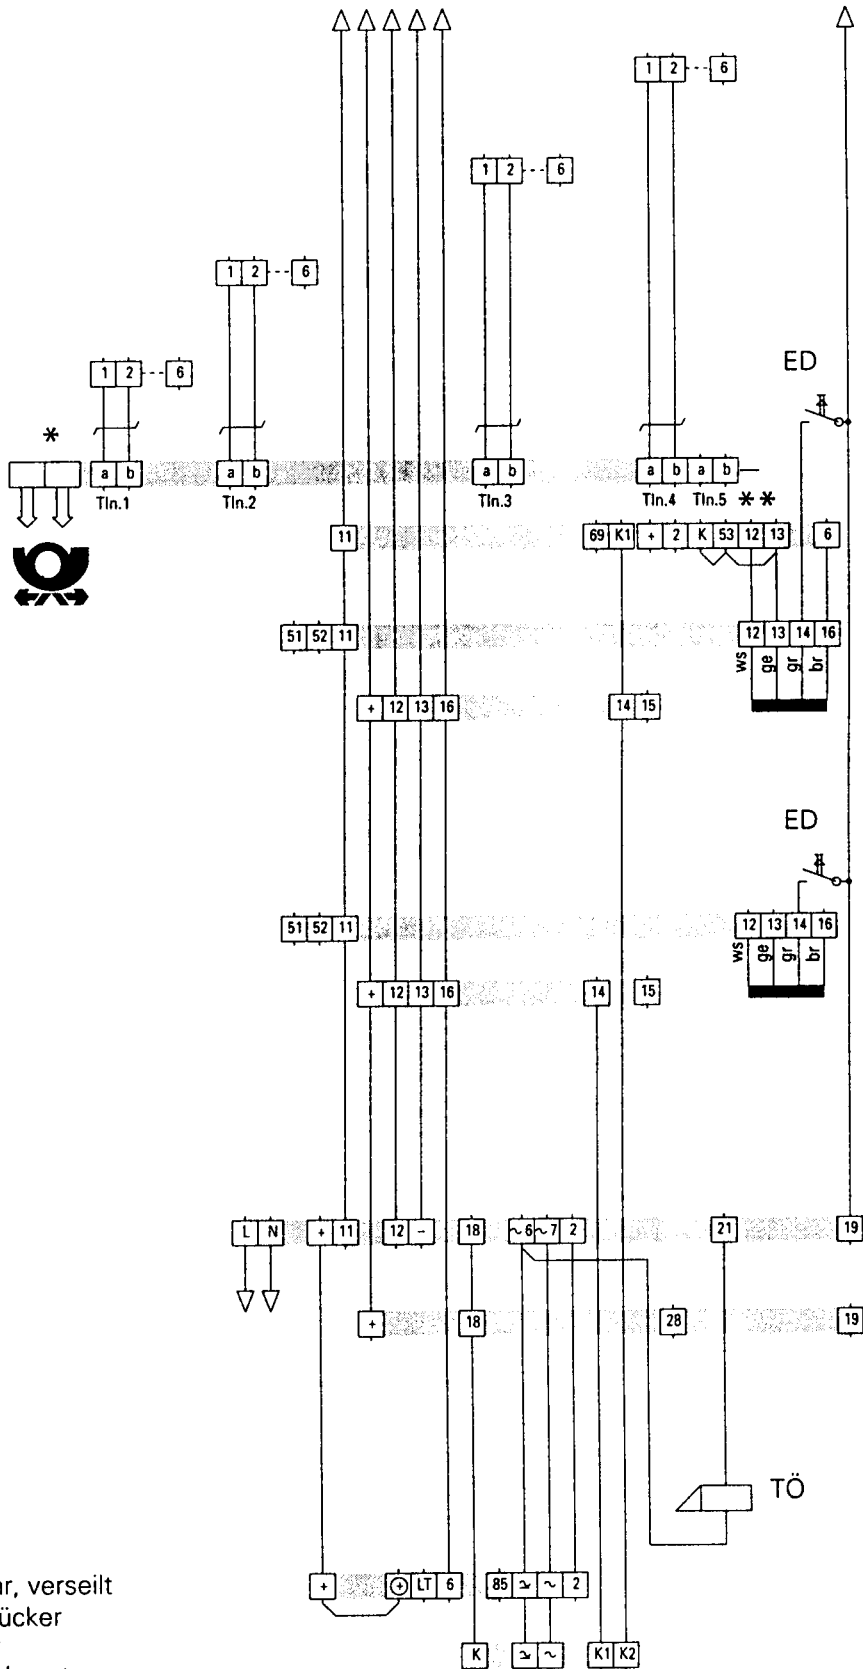 1 2 6
1 2 6
1 2 6
1 2 6
ED
*
a b
a b
a b
a b a b
Tln.1
Tln.2
Tln.3
Tln.4 Tln.5 **
11
69 K1 + 2 K 53 12 13 6
51 52 11
12 13 14 16
ws ge gr br
+ 12 13 16
14 15
ED
51 52 11
12 13 14 16
ws ge gr br
+ 12 13 16
14 15
L N + 11 12 – 18 ~6 ~7 2 21 19
+ 18 28 19
TÖ
verseilt
+ + LT 6 85 ~ 2
K ~ K1 K2